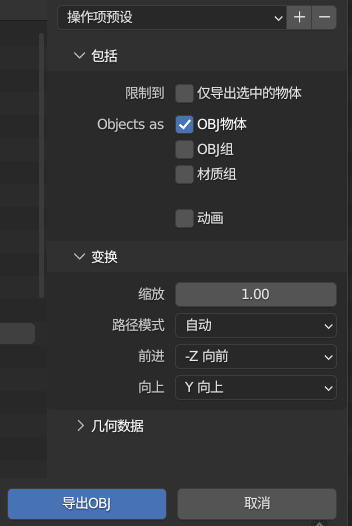 操作项预设
包括
限制到 仅导出选中的物体
Objects as OBJ物体
OBJ组
材质组
动画
变换
缩放 1.00
路径模式 自动
前进 -Z 向前
向上 Y 向上
几何数据
导出OBJ 取消